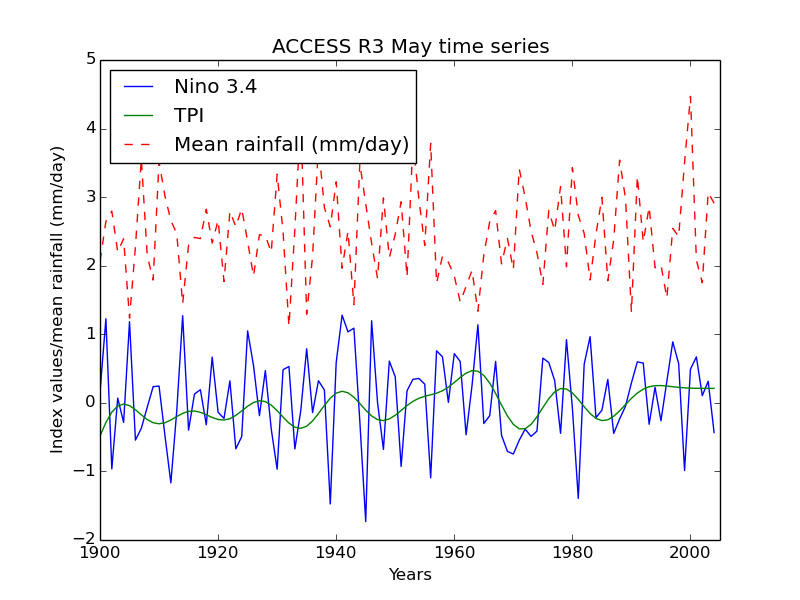 ACCESS R3 May time series
Nino 3.4
TPI
Mean rainfall (mm/day)
Index values/mean rainfall (mm/day)
5
4
3
2
1
0
−1
−2
1900 1920 1940 1960 1980 2000
Years